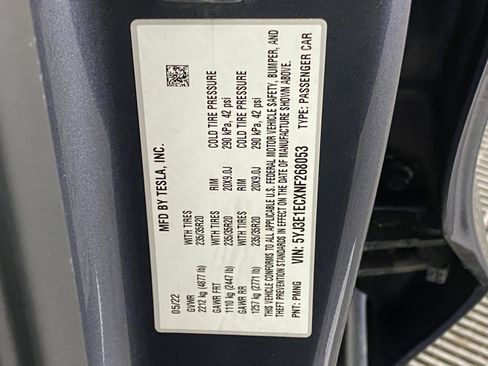 MFD BY TESLA, INC.
05/22
GVWR
2212 kg (4877 lb)
WITH TIRES
235/35R20
RIM
20X9.0J
COLD TIRE PRESSURE
290 kPa, 42 psi
GAWR FRT
1110 kg (2447 lb)
WITH TIRES
235/35R20
RIM
20X9.0J
COLD TIRE PRESSURE
290 kPa, 42 psi
GAWR RR
1257 kg (2771 lb)
THIS VEHICLE CONFORMS TO ALL APPLICABLE U.S. FEDERAL MOTOR VEHICLE SAFETY, BUMPER, AND
THEFT PREVENTION STANDARDS IN EFFECT ON THE DATE OF MANUFACTURE SHOWN ABOVE.
VIN: 5YJ3E1ECXNF268053
PNT: PMNG
TYPE: PASSENGER CAR